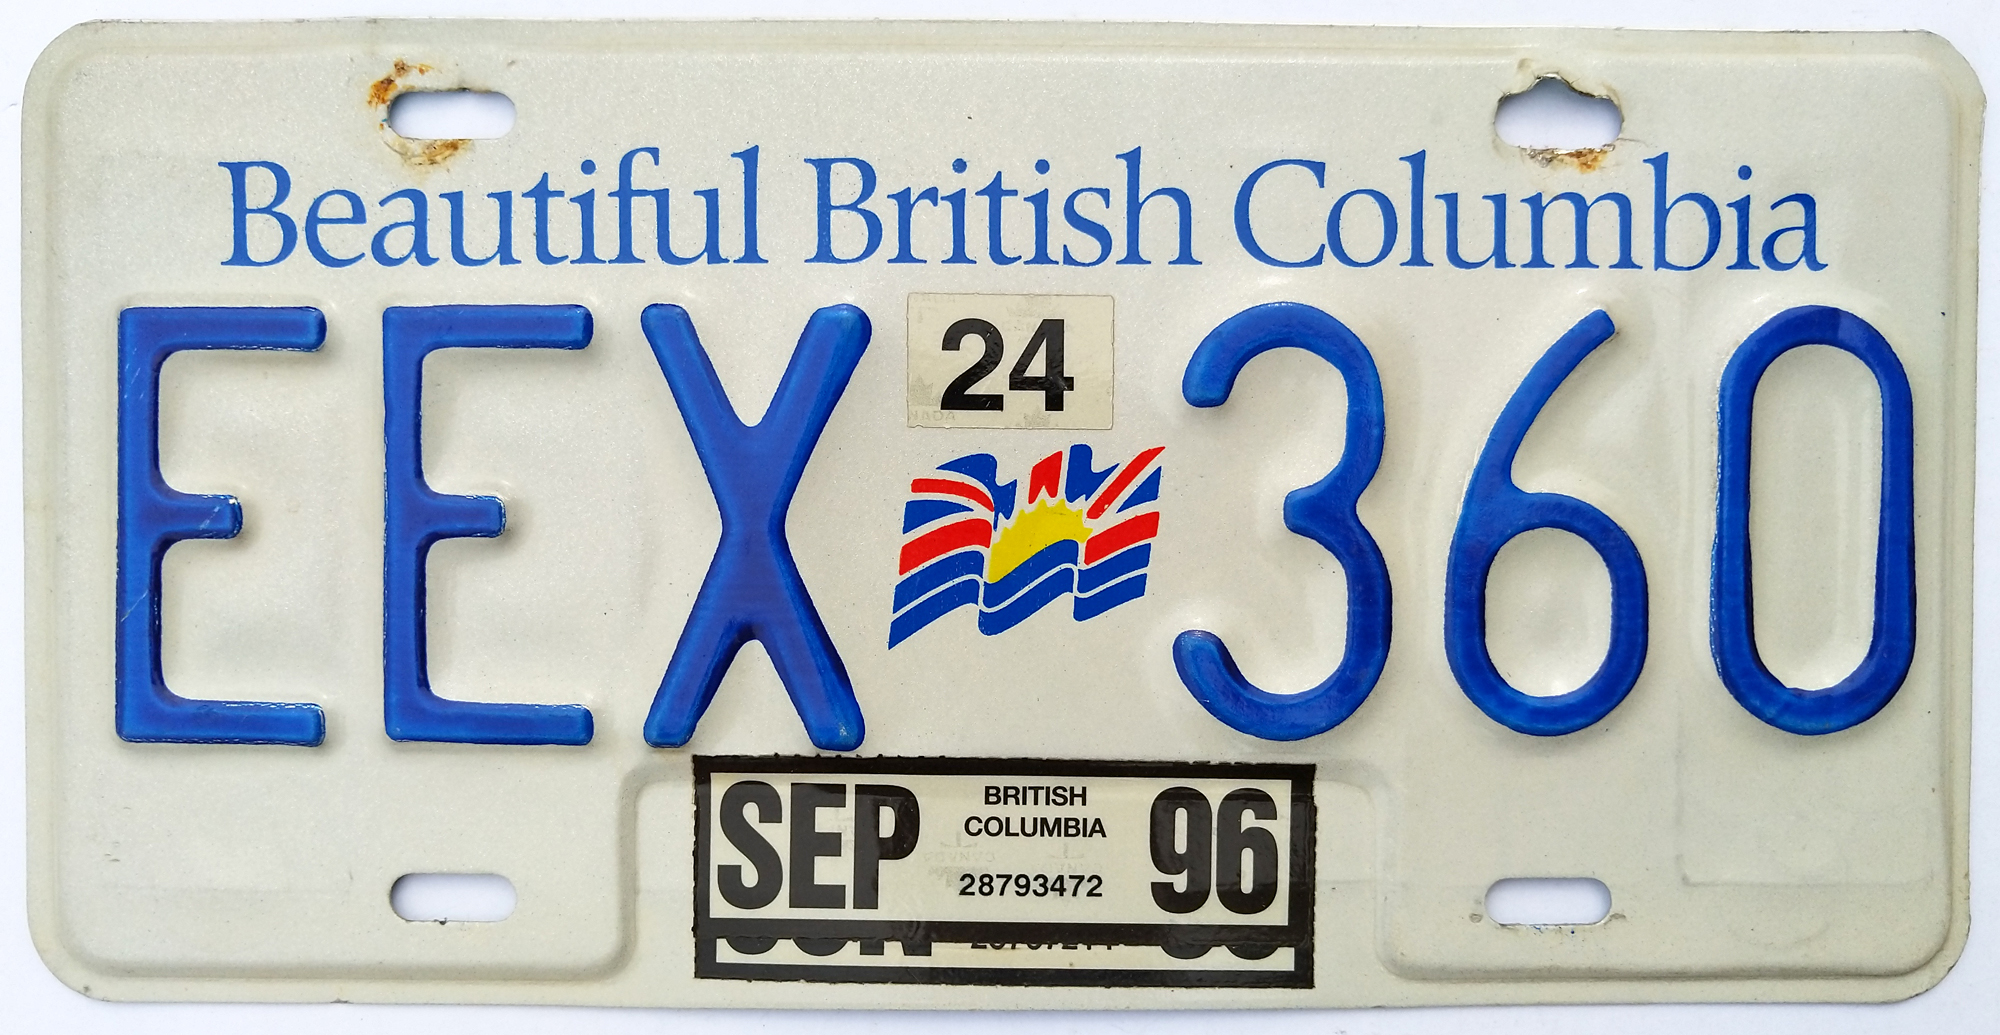 Beautiful British Columbia
EEX 360
24
SEP BRITISH COLUMBIA 96
28793472